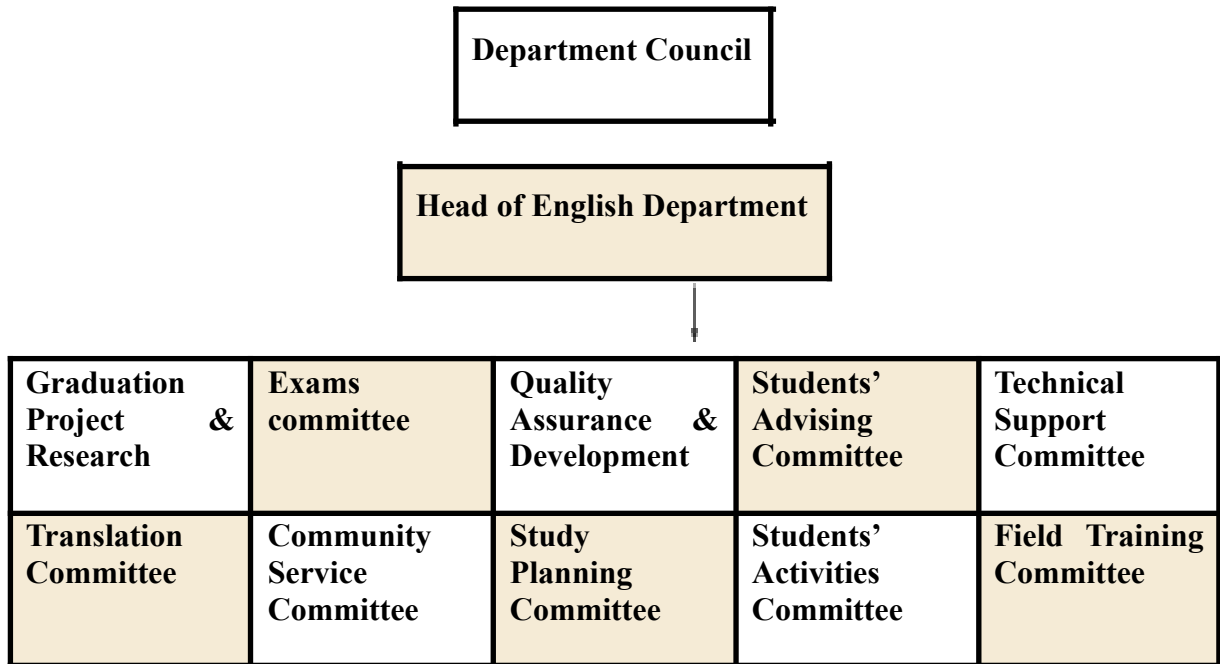 Department Council
Head of English Department
Graduation
Project &
Research
Exams
committee
Quality
Assurance &
Development
Students’
Advising
Committee
Technical
Support
Committee
Translation
Committee
Community
Service
Committee
Study
Planning
Committee
Students’
Activities
Committee
Field Training
Committee